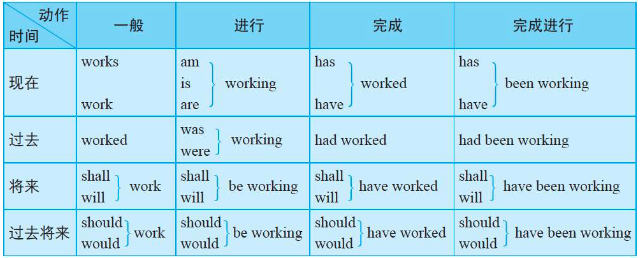 动作
时间
一般 进行 完成 完成进行
现在
works
work
am
is
are
working
has
have
worked
has
have
been working
过去
worked
was
were
working
had worked
had been working
将来
shall
will
work
shall
will
be working
shall
will
have worked
shall
will
have been working
过去将来
should
would
work
should
would
be working
should
would
have worked
should
would
have been working